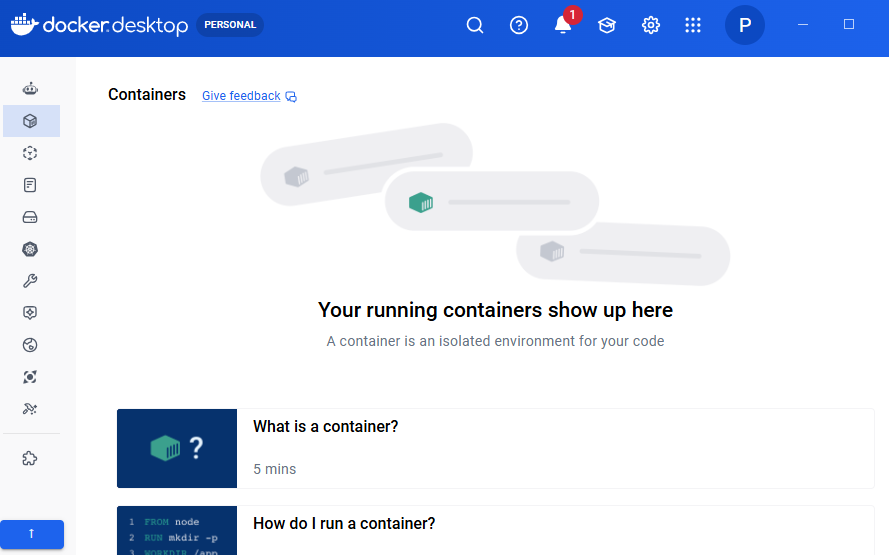 docker.desktop PERSONAL 1 P
Containers Give feedback
Your running containers show up here
A container is an isolated environment for your code
What is a container?
?
5 mins
How do I run a container?
1 FROM node
2 RUN mkdir -p
3 WORKDIR /app